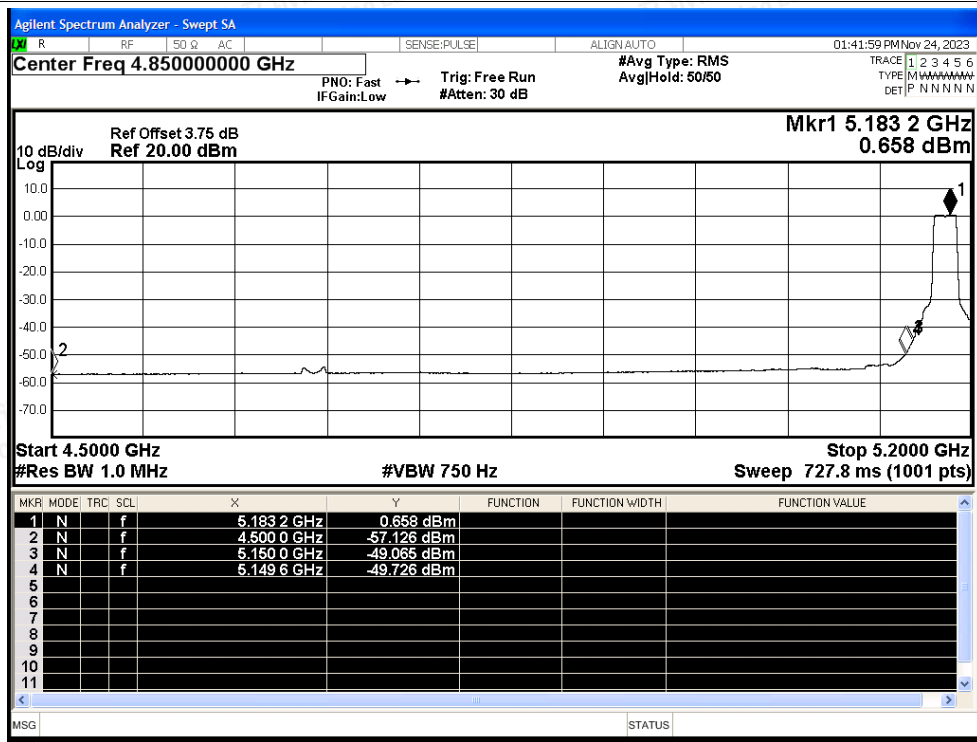 Agilent Spectrum Analyzer - Swept SA
LXI R RF 50 Ω AC SENSE:PULSE ALIGN AUTO 01:41:59 PM Nov 24, 2023
Center Freq 4.850000000 GHz
PNO: Fast
IFGain:Low
Trig: Free Run
#Atten: 30 dB
#Avg Type: RMS
Avg|Hold: 50/50
TRACE 1 2 3 4 5 6
TYPE MWWWWW
DET P N N N N N
Mkr1 5.183 2 GHz
0.658 dBm
Ref Offset 3.75 dB
10 dB/div Ref 20.00 dBm
Log
10.0
0.00
-10.0
-20.0
-30.0
-40.0
-50.0
-60.0
-70.0
1
2
Start 4.5000 GHz Stop 5.2000 GHz
#Res BW 1.0 MHz #VBW 750 Hz Sweep 727.8 ms (1001 pts)
MKR MODE TRC SCL X Y FUNCTION FUNCTION WIDTH FUNCTION VALUE
1 N f 5.183 2 GHz 0.658 dBm
2 N f 4.500 0 GHz -57.126 dBm
3 N f 5.150 0 GHz -49.065 dBm
4 N f 5.149 6 GHz -49.726 dBm
5
6
7
8
9
10
11
MSG STATUS